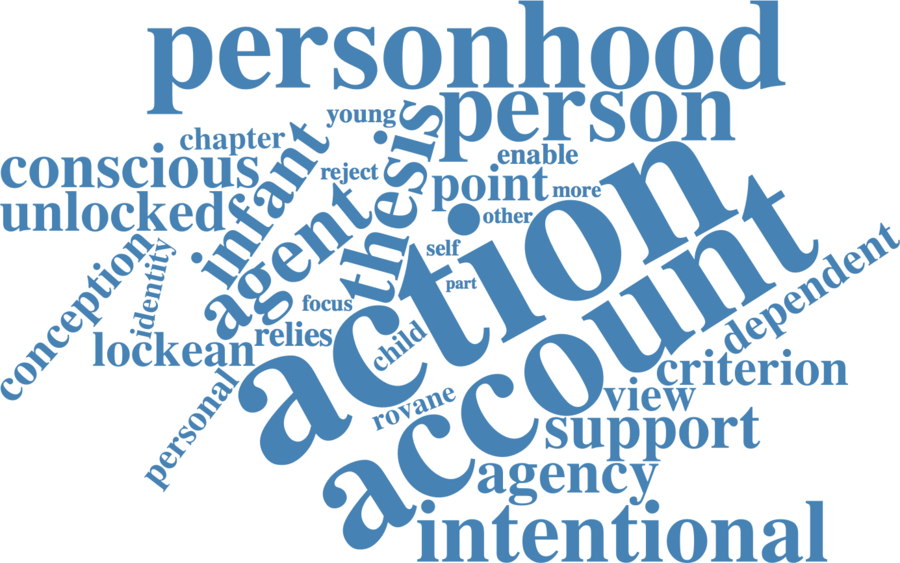 personhood
person
young
chapter
thesis
conscious
infant
enable
reject
point
more
unlocked
agent
other
action
self
conception
identity
part
account
dependent
focus
relies
lockean
child
criterion
personal
rovane
view
support
agency
intentional